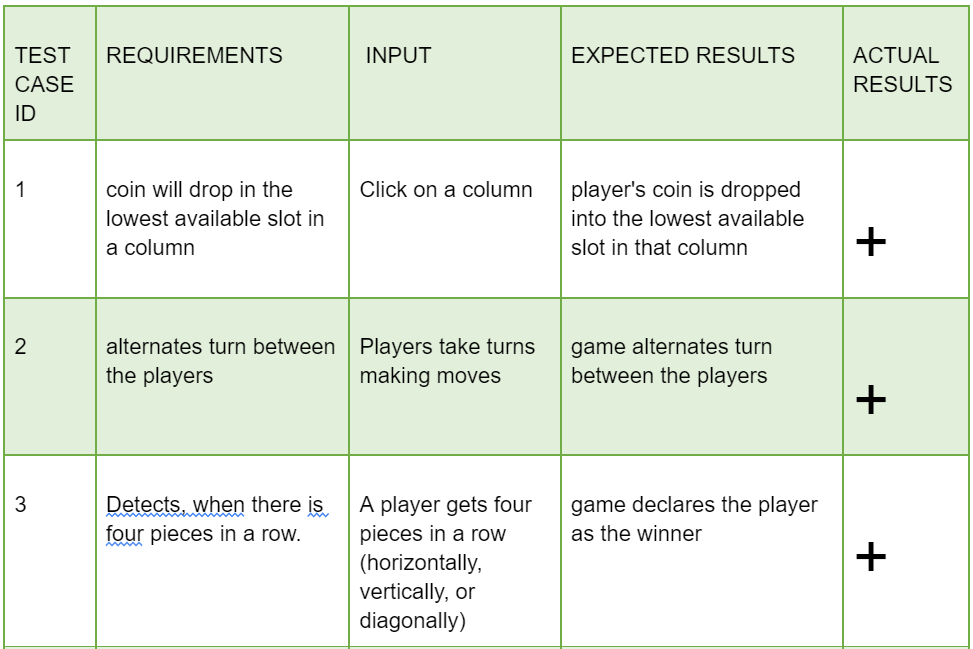 TEST CASE ID
REQUIREMENTS
INPUT
EXPECTED RESULTS
ACTUAL RESULTS
1
coin will drop in the
lowest available slot in
a column
Click on a column
player's coin is dropped
into the lowest available
slot in that column
+
2
alternates turn between
the players
Players take turns
making moves
game alternates turn
between the players
+
3
Detects, when there is
four pieces in a row.
A player gets four
pieces in a row
(horizontally,
vertically, or
diagonally)
game declares the player
as the winner
+